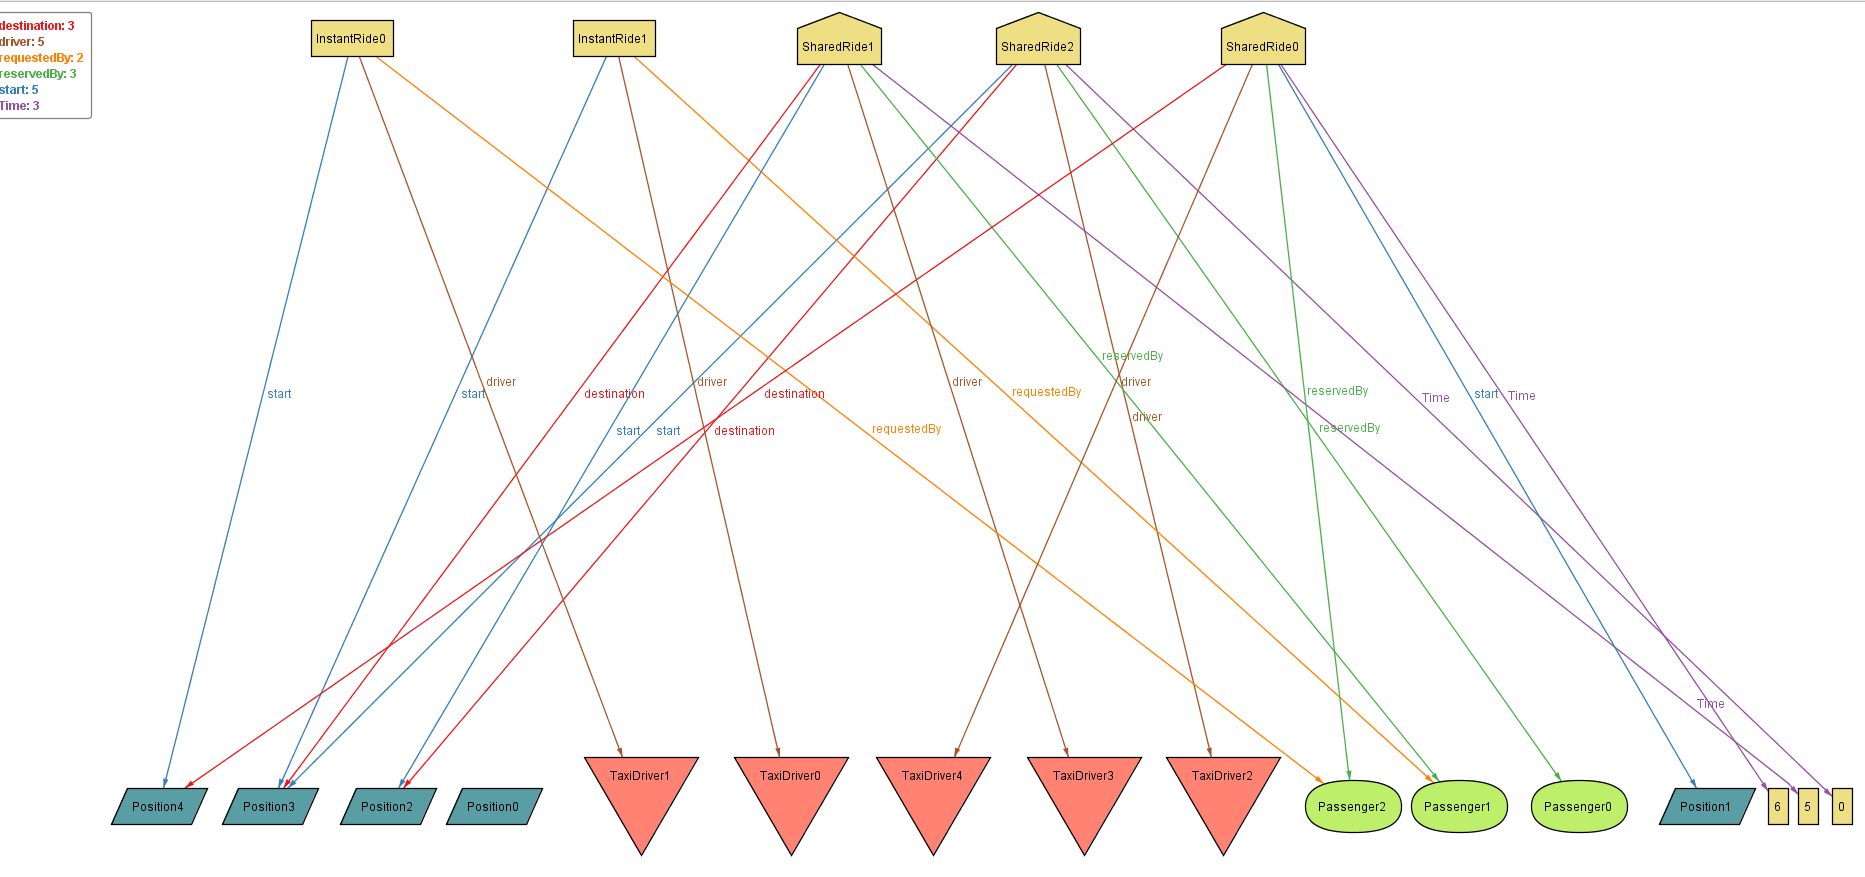 destination: 3
driver: 5
requestedBy: 2
reservedBy: 3
start: 5
Time: 3
InstantRide0
InstantRide1
SharedRide1
SharedRide2
SharedRide0
reservedBy
driver
driver
driver
driver
start
start
destination
destination
requestedBy
reservedBy
Time
start
Time
driver
start
start
destination
requestedBy
reservedBy
Time
Position4
Position3
Position2
Position0
TaxiDriver1
TaxiDriver0
TaxiDriver4
TaxiDriver3
TaxiDriver2
Passenger2
Passenger1
Passenger0
Position1
6
5
0